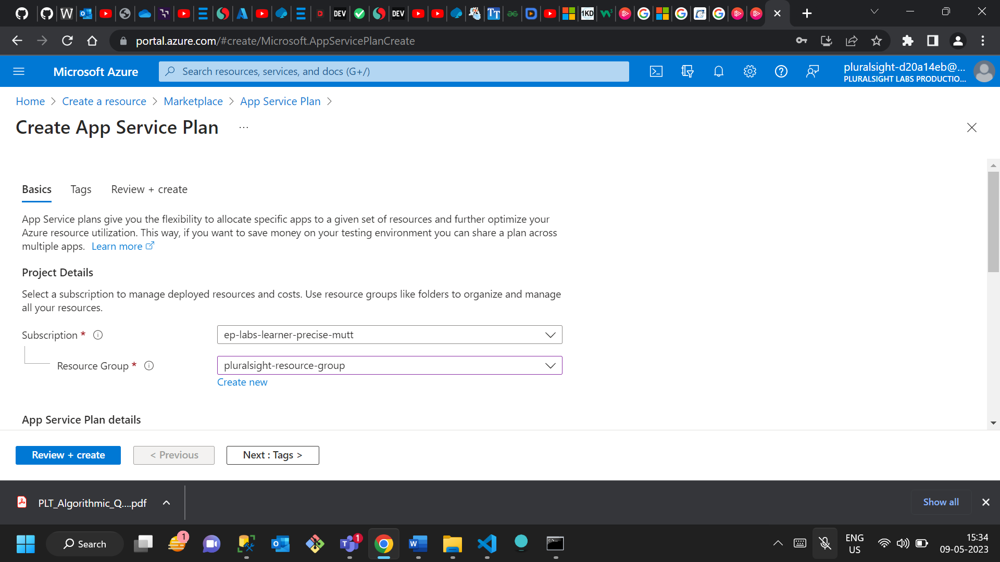 W
DEV
DEV
TT
1KD
portal.azure.com/#create/Microsoft.AppServicePlanCreate
Microsoft Azure
Search resources, services, and docs (G+/)
pluralsight-d20a14eb@...
PLURALSIGHT LABS PRODUCTIO...
Home > Create a resource > Marketplace > App Service Plan >
Create App Service Plan ...
Basics Tags Review + create
App Service plans give you the flexibility to allocate specific apps to a given set of resources and further optimize your
Azure resource utilization. This way, if you want to save money on your testing environment you can share a plan across
multiple apps. Learn more
Project Details
Select a subscription to manage deployed resources and costs. Use resource groups like folders to organize and manage
all your resources.
Subscription *
ep-labs-learner-precise-mutt
Resource Group *
pluralsight-resource-group
Create new
App Service Plan details
Review + create
< Previous
Next : Tags >
PLT_Algorithmic_Q....pdf
Show all
Search
1
1
ENG
US
15:34
09-05-2023